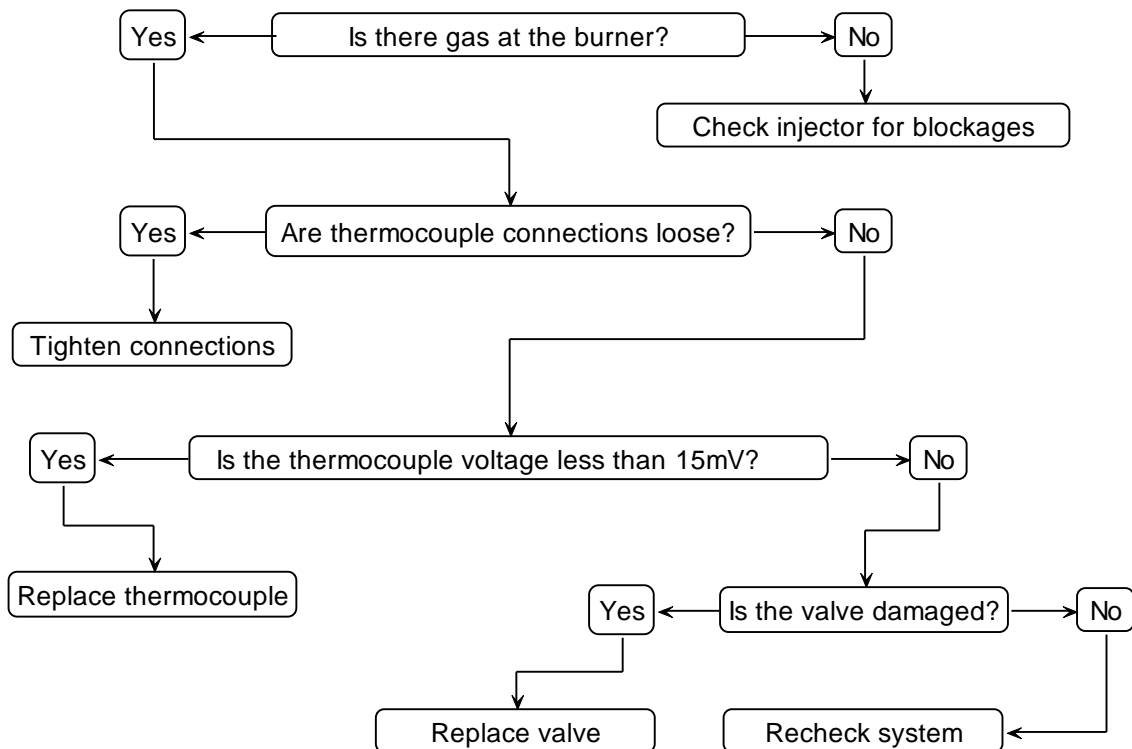 Yes
Is there gas at the burner?
No
Check injector for blockages
Yes
Are thermocouple connections loose?
No
Tighten connections
Yes
Is the thermocouple voltage less than 15mV?
No
Replace thermocouple
Yes
Is the valve damaged?
No
Replace valve
Recheck system